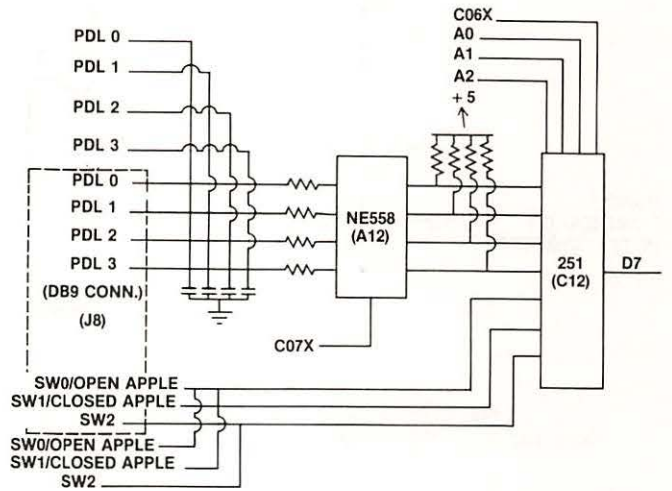 C06X
A0
A1
A2
+ 5
PDL 0
PDL 1
PDL 2
PDL 3
PDL 0
PDL 1
PDL 2
PDL 3
(DB9 CONN.)
(J8)
NE558
(A12)
C07X
251
(C12)
D7
SW0/OPEN APPLE
SW1/CLOSED APPLE
SW2
SW0/OPEN APPLE
SW1/CLOSED APPLE
SW2